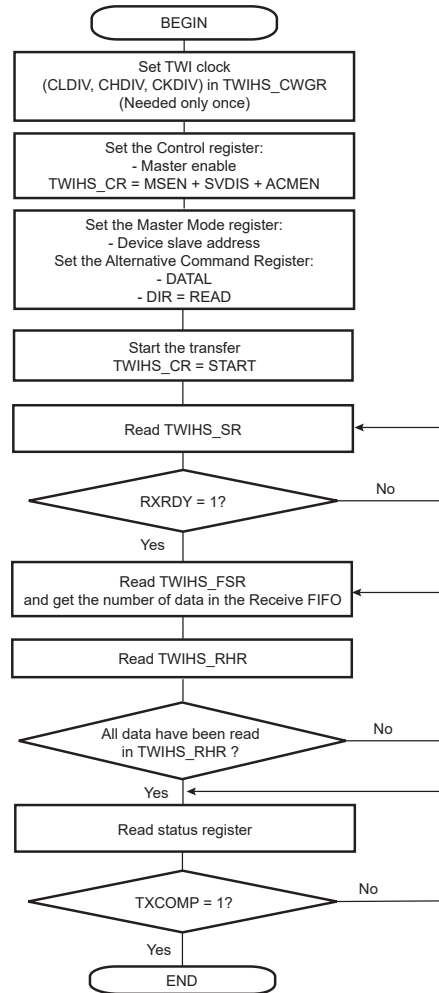 BEGIN
Set TWI clock
(CLDIV, CHDIV, CKDIV) in TWIHS_CWGR
(Needed only once)
Set the Control register:
- Master enable
TWIHS_CR = MSEN + SVDIS + ACMEN
Set the Master Mode register:
- Device slave address
Set the Alternative Command Register:
- DATAL
- DIR = READ
Start the transfer
TWIHS_CR = START
Read TWIHS_SR
RXRDY = 1?
No
Yes
Read TWIHS_FSR
and get the number of data in the Receive FIFO
Read TWIHS_RHR
All data have been read
in TWIHS_RHR ?
No
Yes
Read status register
TXCOMP = 1?
No
Yes
END